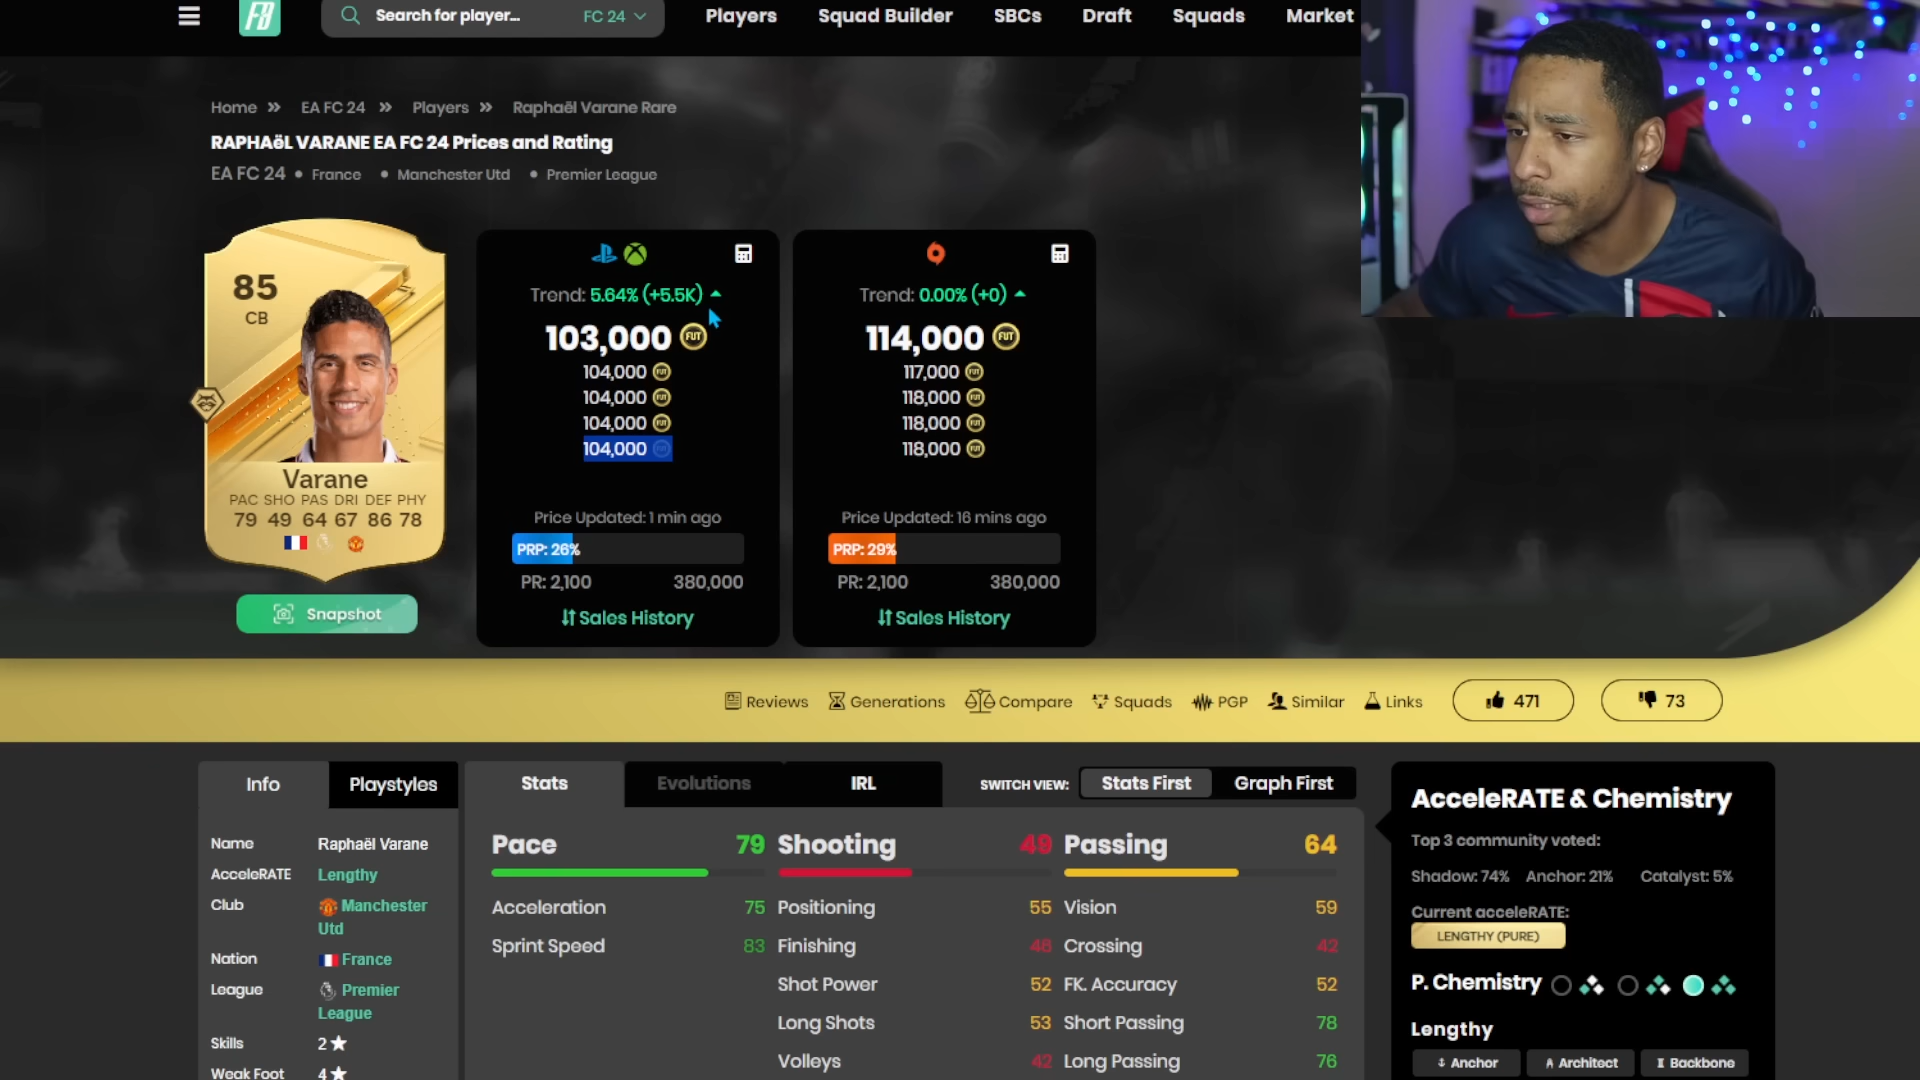 F8 Search for player... FC 24 Players Squad Builder SBCs Draft Squads Market
Home » EA FC 24 » Players » Raphaël Varane Rare
RAPHAëL VARANE EA FC 24 Prices and Rating
EA FC 24 • France • Manchester Utd • Premier League
85
CB
Varane
PAC SHO PAS DRI DEF PHY
79 49 64 67 86 78
Snapshot
Trend: 5.64% (+5.5K)
103,000 FUT
104,000
104,000
104,000
104,000
Price Updated: 1 min ago
PRP: 26%
PR: 2,100 380,000
Sales History
Trend: 0.00% (+0)
114,000 FUT
117,000
118,000
118,000
118,000
Price Updated: 16 mins ago
PRP: 29%
PR: 2,100 380,000
Sales History
Reviews Generations Compare Squads PGP Similar Links 471 73
Info Playstyles
Name Raphaël Varane
AcceleRATE Lengthy
Club Manchester
Utd
Nation France
League Premier
League
Skills 2
Weak Foot 4
Stats Evolutions IRL SWITCH VIEW: Stats First Graph First
Pace 79
Acceleration 75
Sprint Speed 83
Shooting 49
Positioning 55
Finishing 46
Shot Power 52
Long Shots 53
Volleys 42
Passing 64
Vision 59
Crossing 42
FK. Accuracy 52
Short Passing 78
Long Passing 76
AcceleRATE & Chemistry
Top 3 community voted:
Shadow: 74% Anchor: 21% Catalyst: 5%
Current acceleRATE:
LENGTHY (PURE)
P. Chemistry
Lengthy
Anchor Architect Backbone